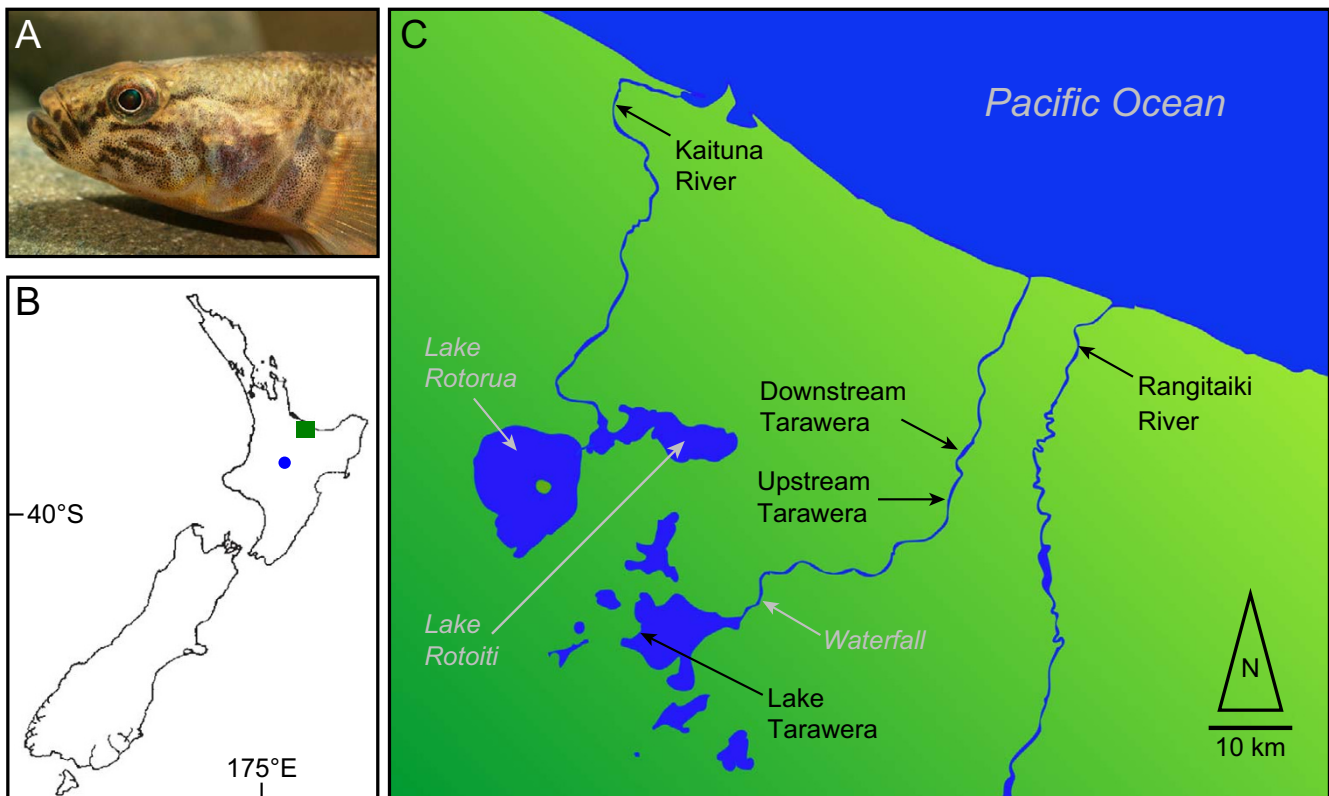 A
B
40°S
175°E
C
Pacific Ocean
Kaituna
River
Lake
Rotorua
Downstream
Tarawera
Rangitaiki
River
Upstream
Tarawera
Lake
Rotoiti
Waterfall
Lake
Tarawera
N
10 km